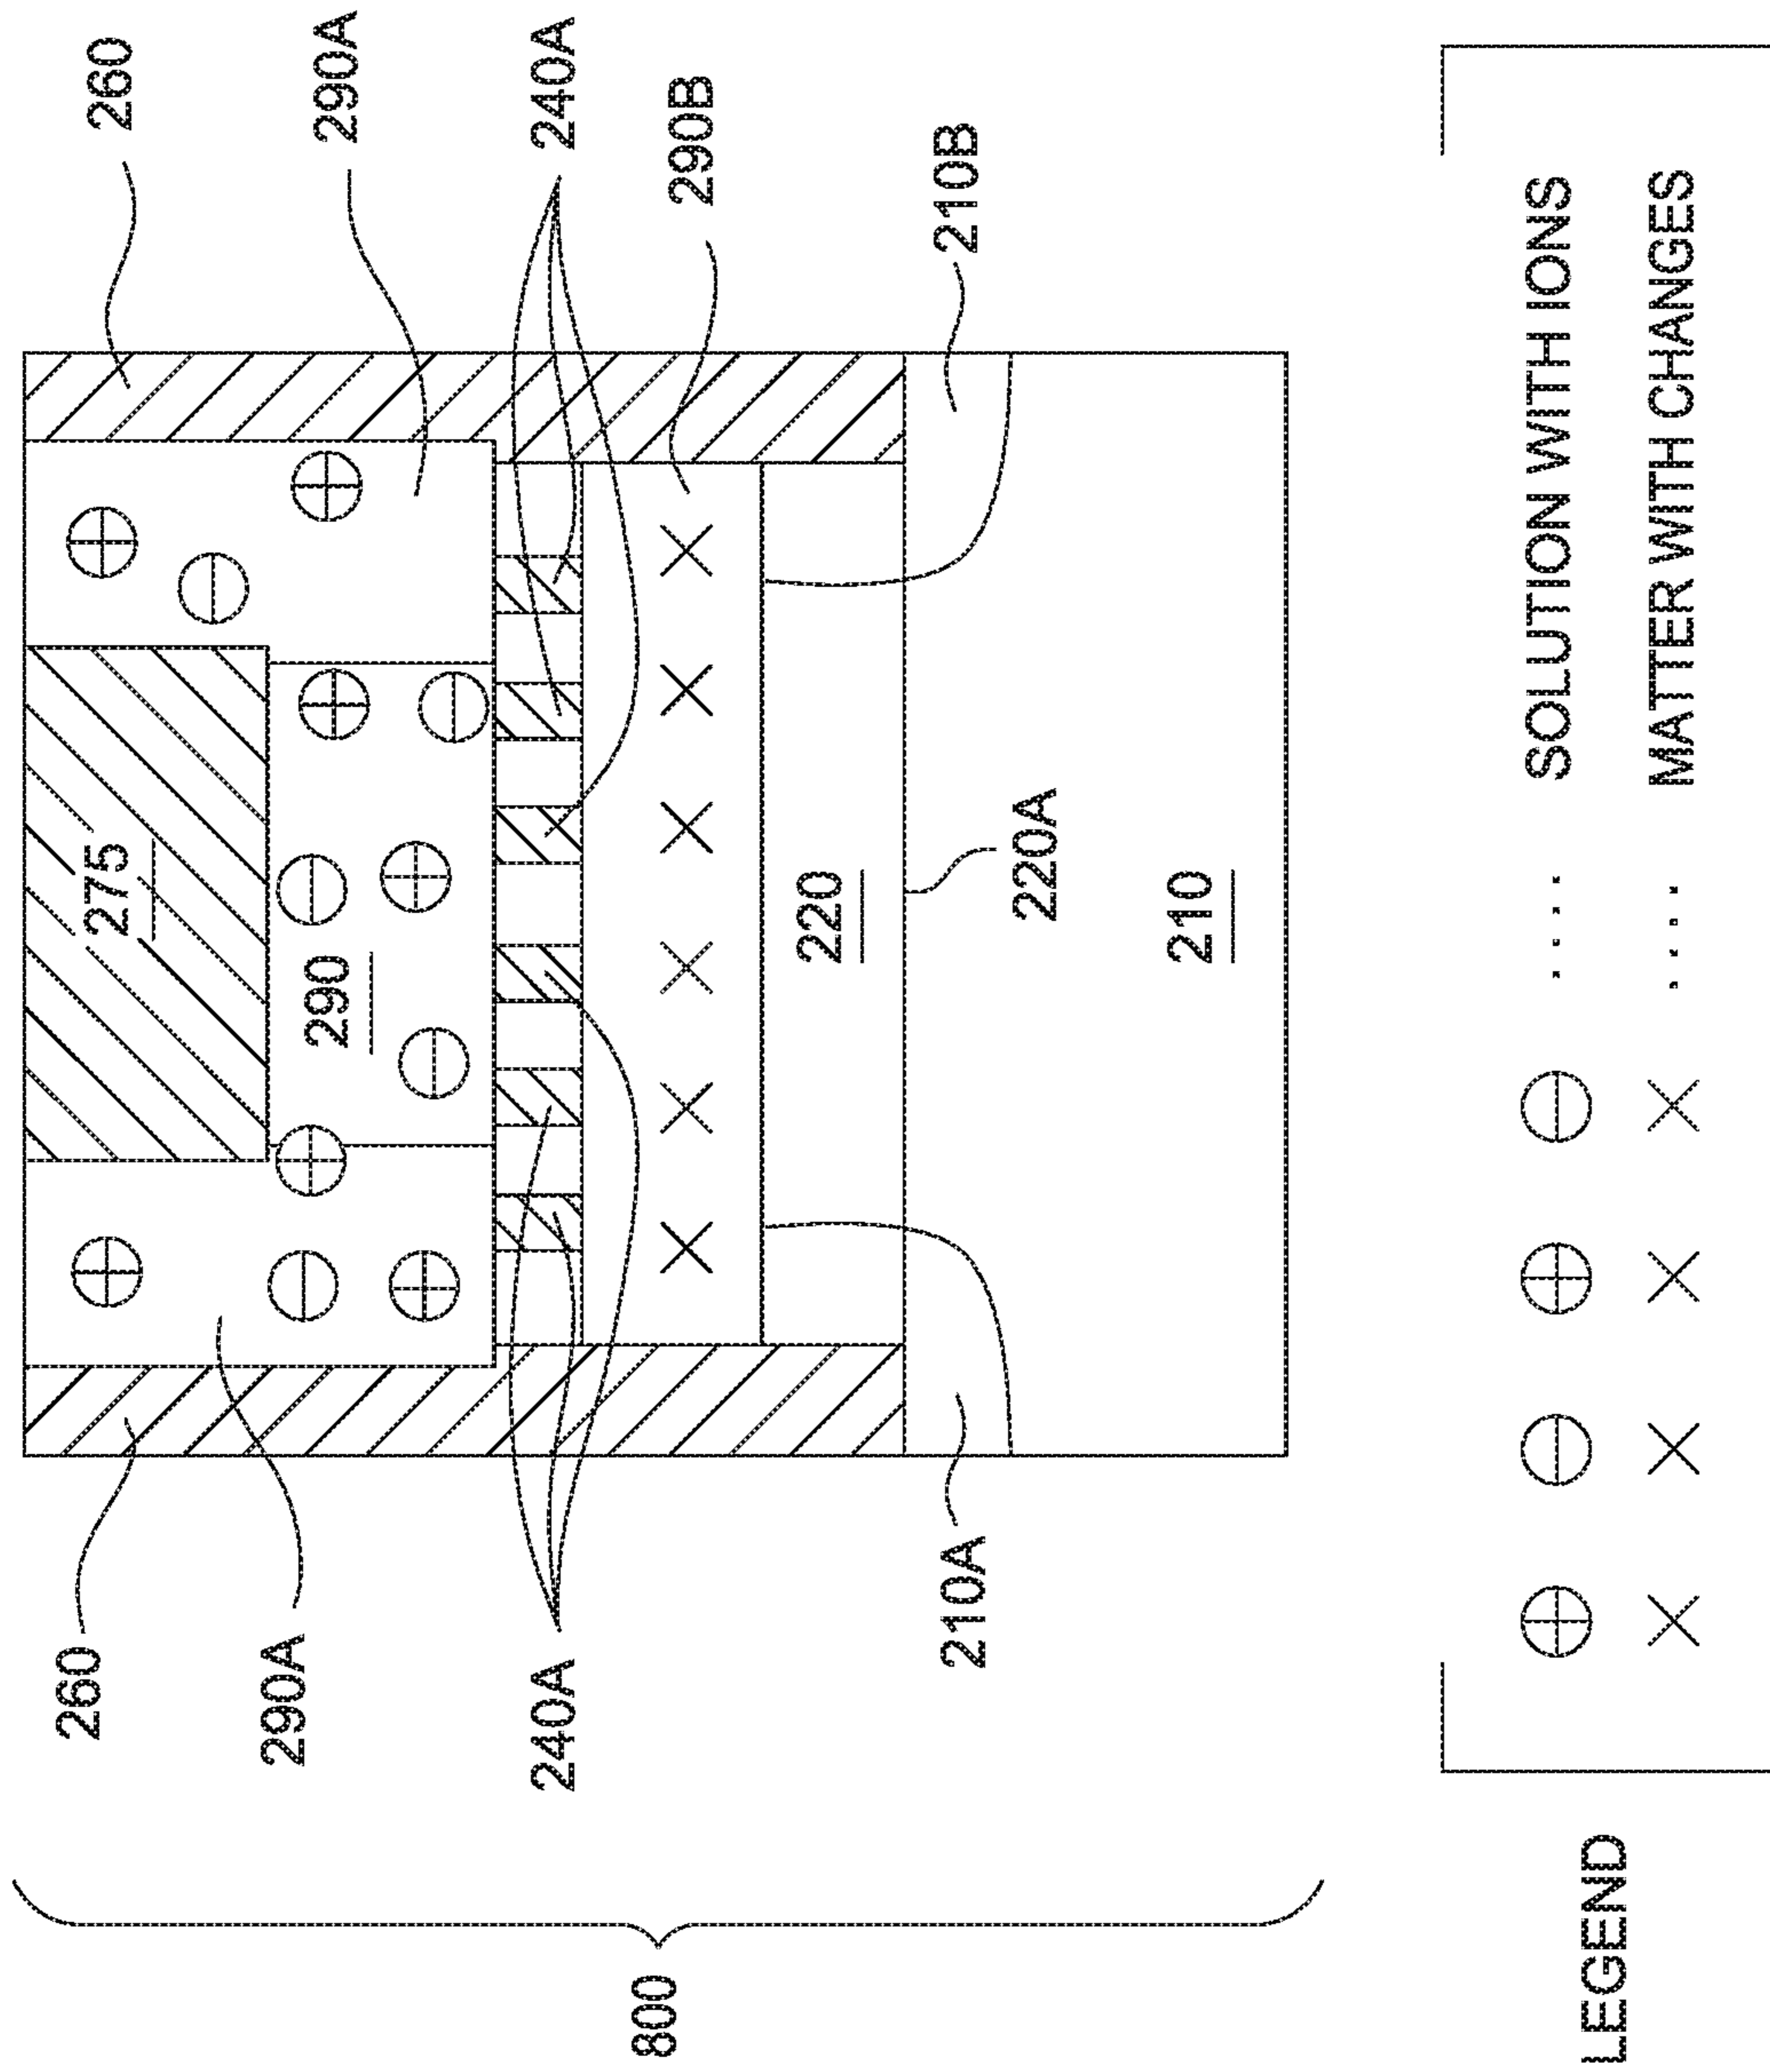 260
290A
240A
290B
210B
275
290
220
220A
210
260
290A
240A
210A
800
LEGEND
SOLUTION WITH IONS
MATTER WITH CHANGES